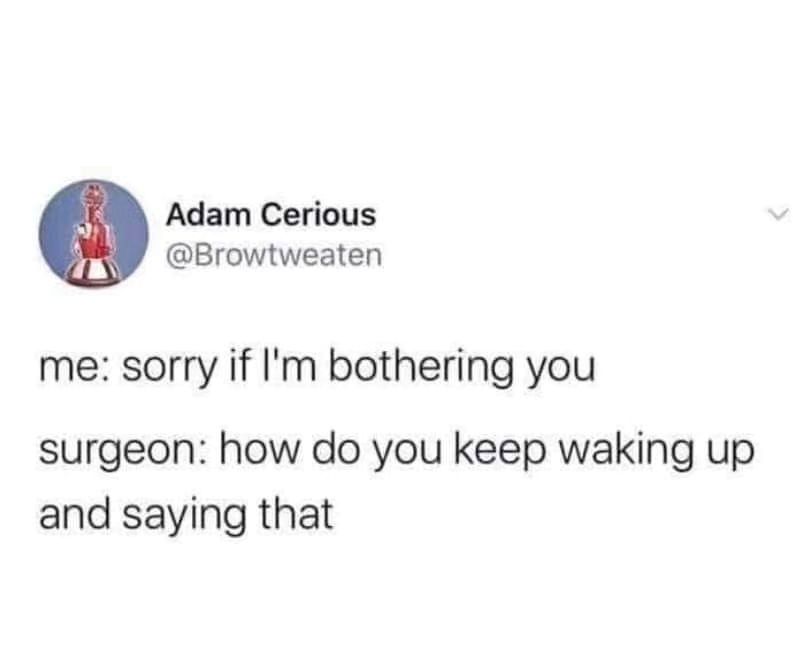 Adam Cerious
@Browtweaten
me: sorry if I'm bothering you
surgeon: how do you keep waking up
and saying that